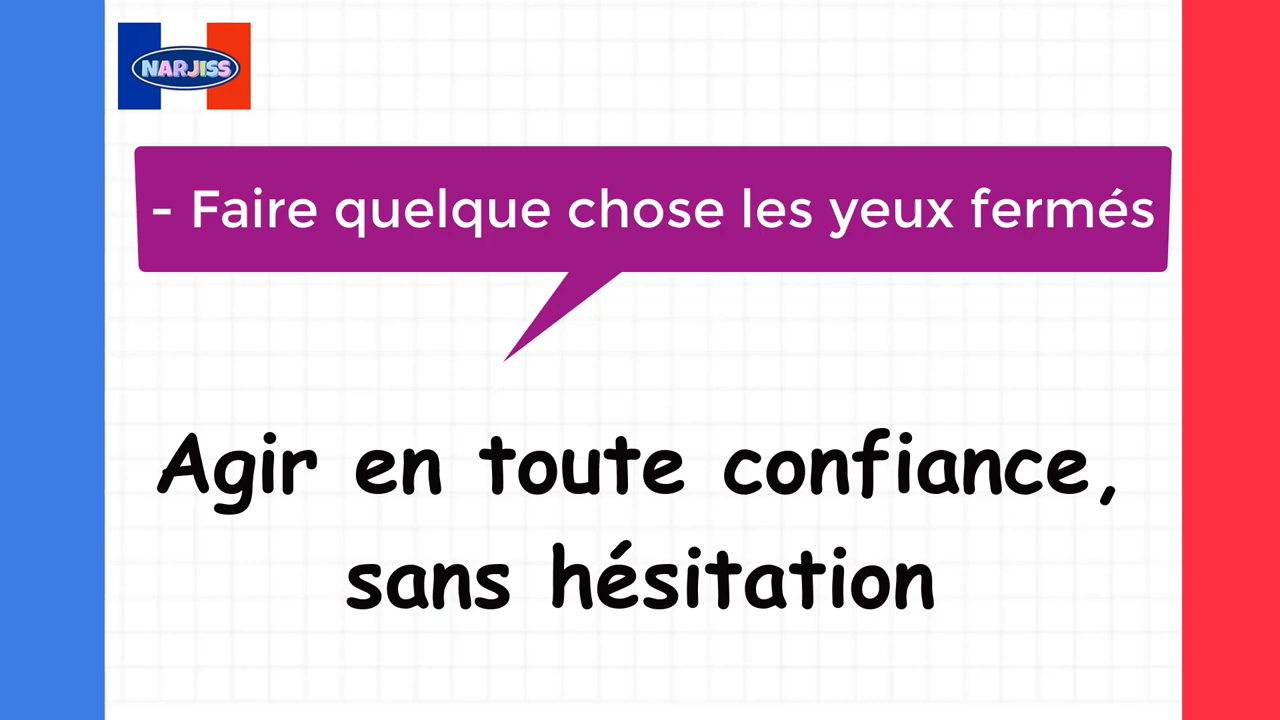 NARJISS
- Faire quelque chose les yeux fermés
Agir en toute confiance,
sans hésitation